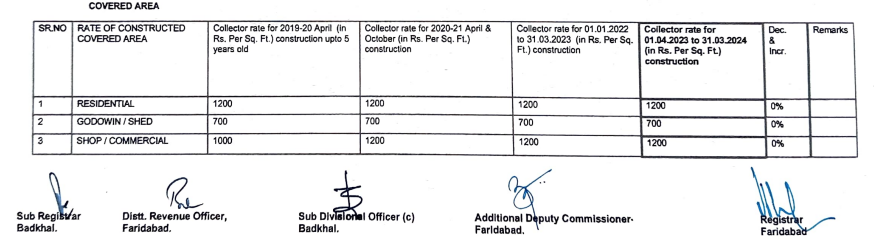 COVERED AREA
SR.NO RATE OF CONSTRUCTED COVERED AREA Collector rate for 2019-20 April (in Rs. Per Sq. Ft.) construction upto 5 years old Collector rate for 2020-21 April & October (in Rs. Per Sq. Ft.) construction Collector rate for 01.01.2022 to 31.03.2023 (in Rs. Per Sq. Ft.) construction Collector rate for 01.04.2023 to 31.03.2024 (in Rs. Per Sq. Ft.) construction Dec. & Incr. Remarks
1 RESIDENTIAL 1200 1200 1200 1200 0%
2 GODOWIN / SHED 700 700 700 700 0%
3 SHOP / COMMERCIAL 1000 1200 1200 1200 0%
Sub Registrar Distt. Revenue Officer, Sub Divisional Officer (c) Additional Deputy Commissioner- Registrar
Badkhal. Faridabad. Badkhal. Faridabad. Faridabad